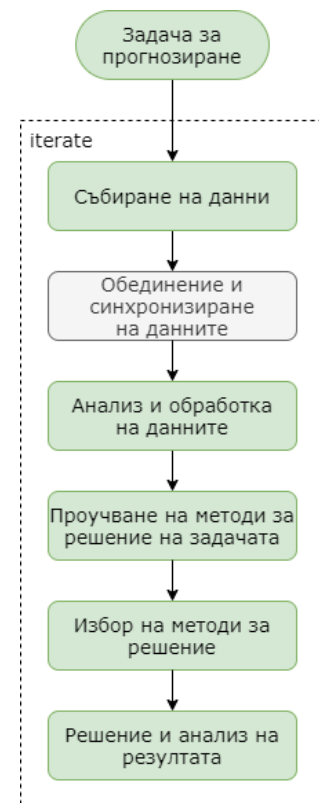 Задача за
прогнозиране
iterate
Събиране на данни
Обединение и
синхронизиране
на данните
Анализ и обработка
на данните
Проучване на методи за
решение на задачата
Избор на методи за
решение
Решение и анализ на
резултата